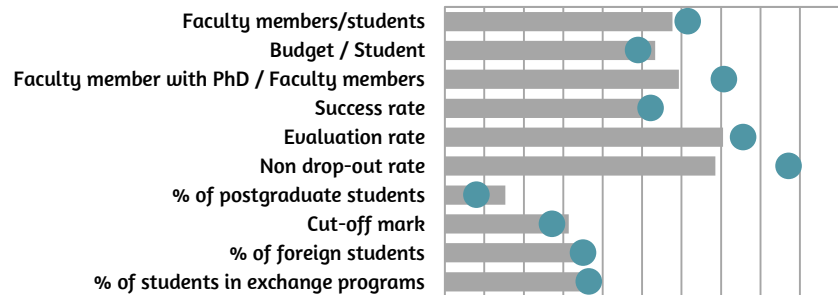 Faculty members/students
Budget / Student
Faculty member with PhD / Faculty members
Success rate
Evaluation rate
Non drop-out rate
% of postgraduate students
Cut-off mark
% of foreign students
% of students in exchange programs